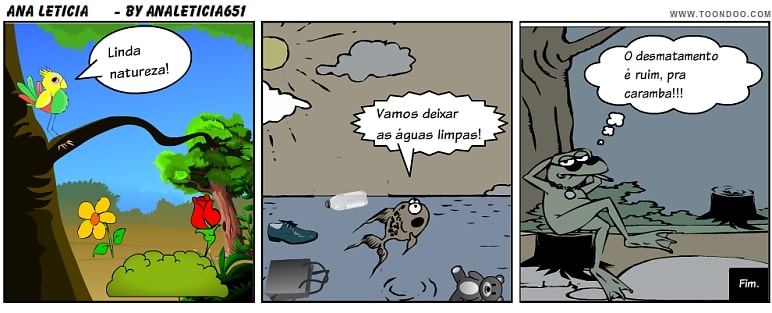 ANA LETICIA - BY ANALETICIA651
WWW.TOONDOO.COM
Linda
natureza!
Vamos deixar
as águas limpas!
O desmatamento
é ruim, pra
caramba!!!
Fim.